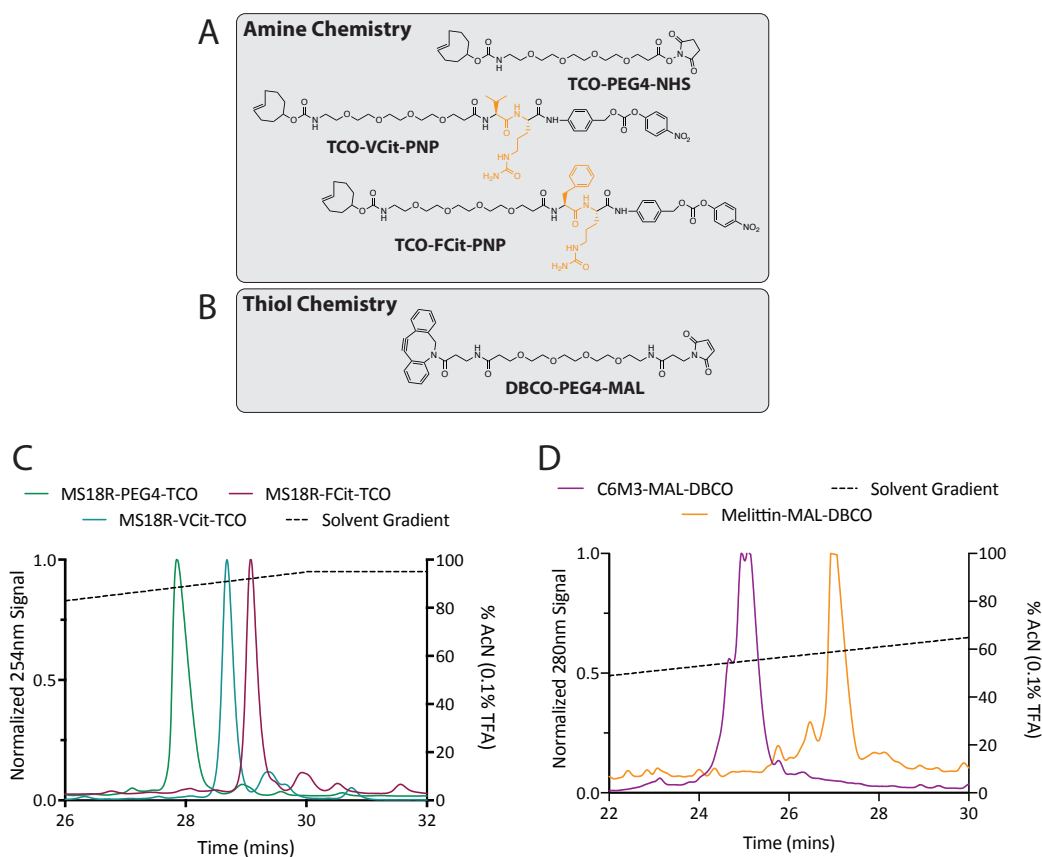 A
Amine Chemistry
TCO-PEG4-NHS
TCO-VCit-PNP
TCO-FCit-PNP
B
Thiol Chemistry
DBCO-PEG4-MAL
C
MS18R-PEG4-TCO
MS18R-FCit-TCO
MS18R-VCit-TCO
Solvent Gradient
Normalized 254nm Signal
1.0
0.5
0.0
26
28
30
32
Time (mins)
100
80
60
40
20
0
% AcN (0.1% TFA)
D
C6M3-MAL-DBCO
Solvent Gradient
Melittin-MAL-DBCO
Normalized 280nm Signal
1.0
0.5
0.0
22
24
26
28
30
Time (mins)
100
80
60
40
20
0
% AcN (0.1% TFA)